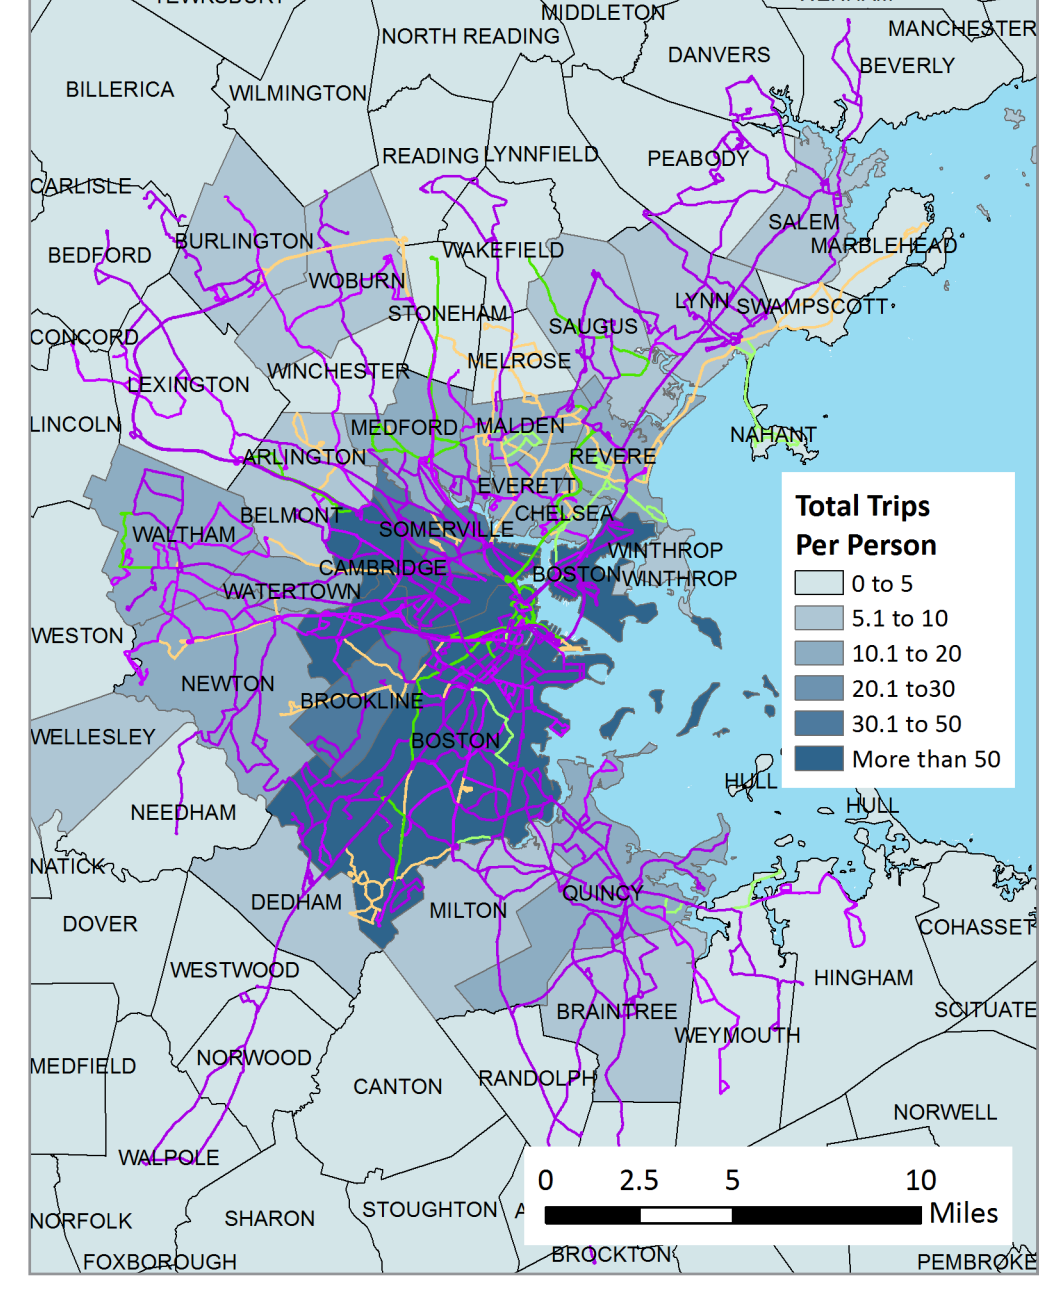 TEWKSBURY
MIDDLETON
MANCHESTER
NORTH READING
DANVERS
BEVERLY
BILLERICA
WILMINGTON
READING
LYNNFIELD
PEABODY
CARLISLE
SALEM
BURLINGTON
MARBLEHEAD
BEDFORD
WAKEFIELD
WOBURN
LYNN
SWAMPSCOTT
STONEHAM
SAUGUS
CONCORD
MELROSE
WINCHESTER
LEXINGTON
LINCOLN
MEDFORD
MALDEN
NAHANT
ARLINGTON
REVERE
EVERETT
BELMONT
CHELSEA
WALTHAM
SOMERVILLE
WINTHROP
CAMBRIDGE
BOSTON
WINTHROP
WATERTOWN
WESTON
NEWTON
BROOKLINE
WELLESLEY
BOSTON
Total Trips
Per Person
0 to 5
5.1 to 10
10.1 to 20
20.1 to30
30.1 to 50
More than 50
HULL
HULL
NEEDHAM
NATICK
QUINCY
DEDHAM
MILTON
DOVER
COHASSET
WESTWOOD
HINGHAM
BRAINTREE
SCITUATE
WEYMOUTH
NORWOOD
MEDFIELD
RANDOLPH
CANTON
NORWELL
WALPOLE
0 2.5 5 10
Miles
STOUGHTON
A
SHARON
NORFOLK
BROCKTON
FOXBOROUGH
PEMBROKE